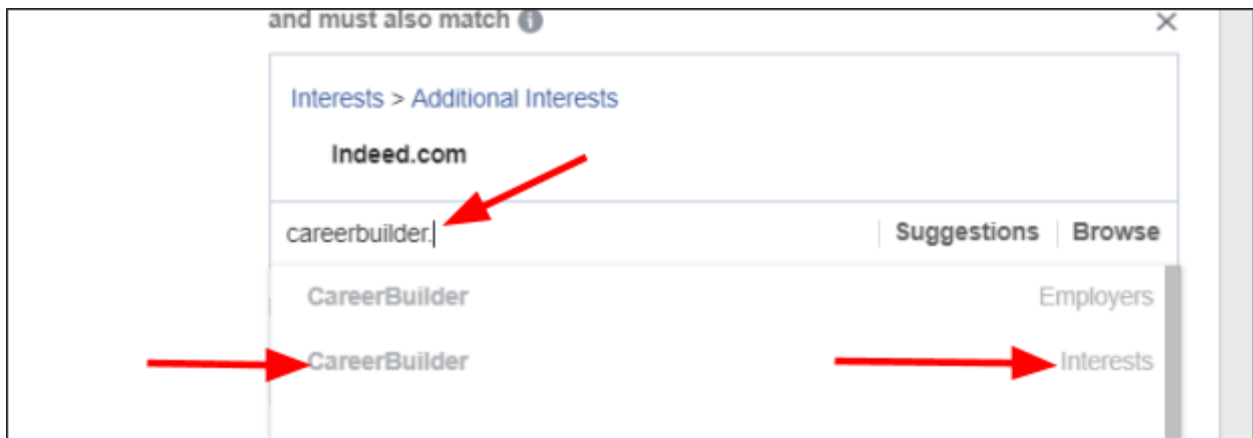 and must also match
Interests > Additional Interests
Indeed.com
careerbuilder. Suggestions Browse
CareerBuilder Employers
CareerBuilder Interests